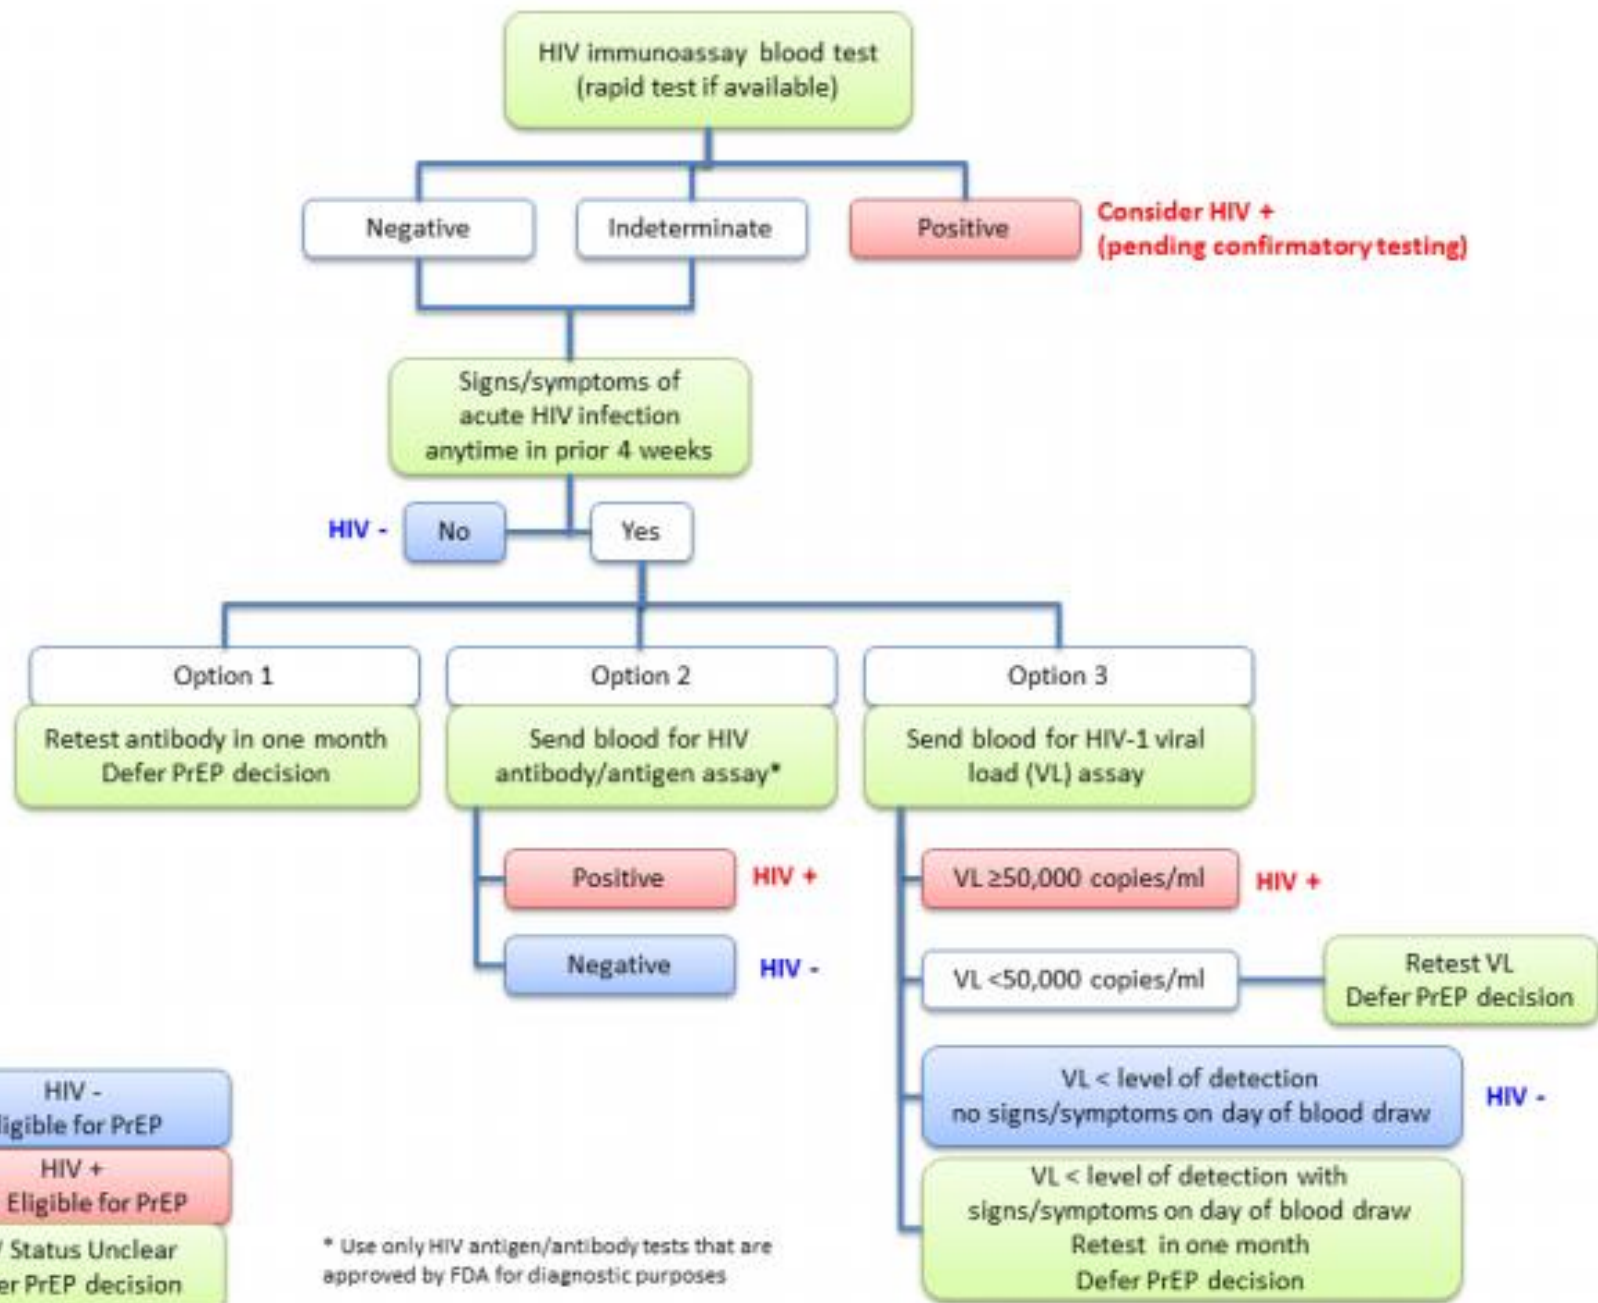 HIV immunoassay blood test
(rapid test if available)
Negative
Indeterminate
Positive
Consider HIV +
(pending confirmatory testing)
Signs/symptoms of
acute HIV infection
anytime in prior 4 weeks
HIV -
No
Yes
Option 1
Retest antibody in one month
Defer PrEP decision
Option 2
Send blood for HIV
antibody/antigen assay*
Positive
HIV +
Negative
HIV -
Option 3
Send blood for HIV-1 viral
load (VL) assay
VL ≥50,000 copies/ml
HIV +
VL <50,000 copies/ml
Retest VL
Defer PrEP decision
VL < level of detection
no signs/symptoms on day of blood draw
HIV -
VL < level of detection with
signs/symptoms on day of blood draw
Retest in one month
Defer PrEP decision
HIV -
ligible for PrEP
HIV +
Eligible for PrEP
Status Unclear
er PrEP decision
* Use only HIV antigen/antibody tests that are
approved by FDA for diagnostic purposes